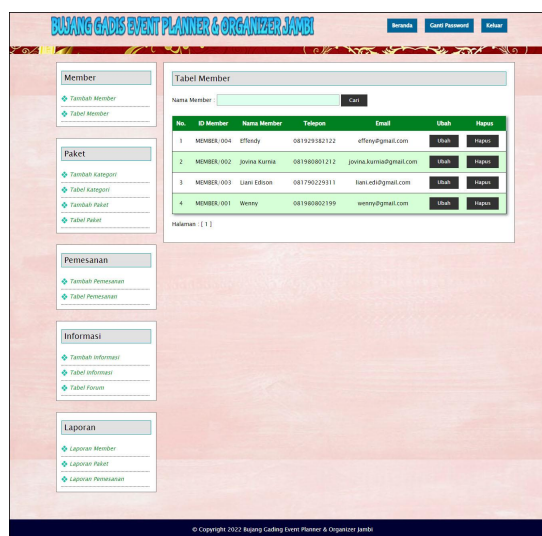 BUJANG GADIS EVENT PLANNER & ORGANIZER JAMBI
Beranda Ganti Password Keluar
Member
Tambah Member
Tabel Member
Paket
Tambah Kategori
Tabel Kategori
Tambah Paket
Tabel Paket
Pemesanan
Tambah Pemesanan
Tabel Pemesanan
Informasi
Tambah Informasi
Tabel Informasi
Tabel Forum
Laporan
Laporan Member
Laporan Paket
Laporan Pemesanan
Tabel Member
Nama Member : Cari
No. ID Member Nama Member Telepon Email Ubah Hapus
1 MEMBER/004 Effendy 081929382122 effeny@gmail.com Ubah Hapus
2 MEMBER/002 Jovina Kurnia 081980801212 jovina.kurnia@gmail.com Ubah Hapus
3 MEMBER/003 Liani Edison 081790229311 liani.edi@gmail.com Ubah Hapus
4 MEMBER/001 Wenny 081980802199 wenny@gmail.com Ubah Hapus
Halaman : [ 1 ]
© Copyright 2022 Bujang Gading Event Planner & Organizer Jambi